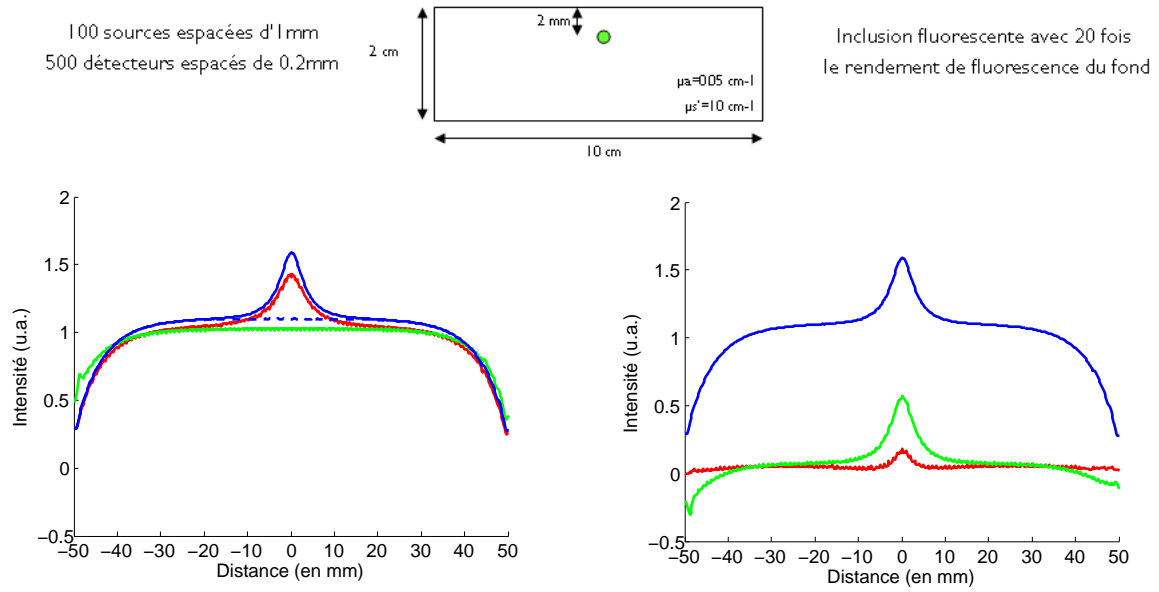 100 sources espacées d'1mm
500 détecteurs espacés de 0.2mm
2 cm
2 mm
µa=0.05 cm-1
µs'=10 cm-1
10 cm
Inclusion fluorescente avec 20 fois
le rendement de fluorescence du fond
2
1.5
1
0.5
0
−0.5
−50 −40 −30 −20 −10 0 10 20 30 40 50
Distance (en mm)
Intensité (u.a.)
2
1.5
1
0.5
0
−0.5
−50 −40 −30 −20 −10 0 10 20 30 40 50
Distance (en mm)
Intensité (u.a.)